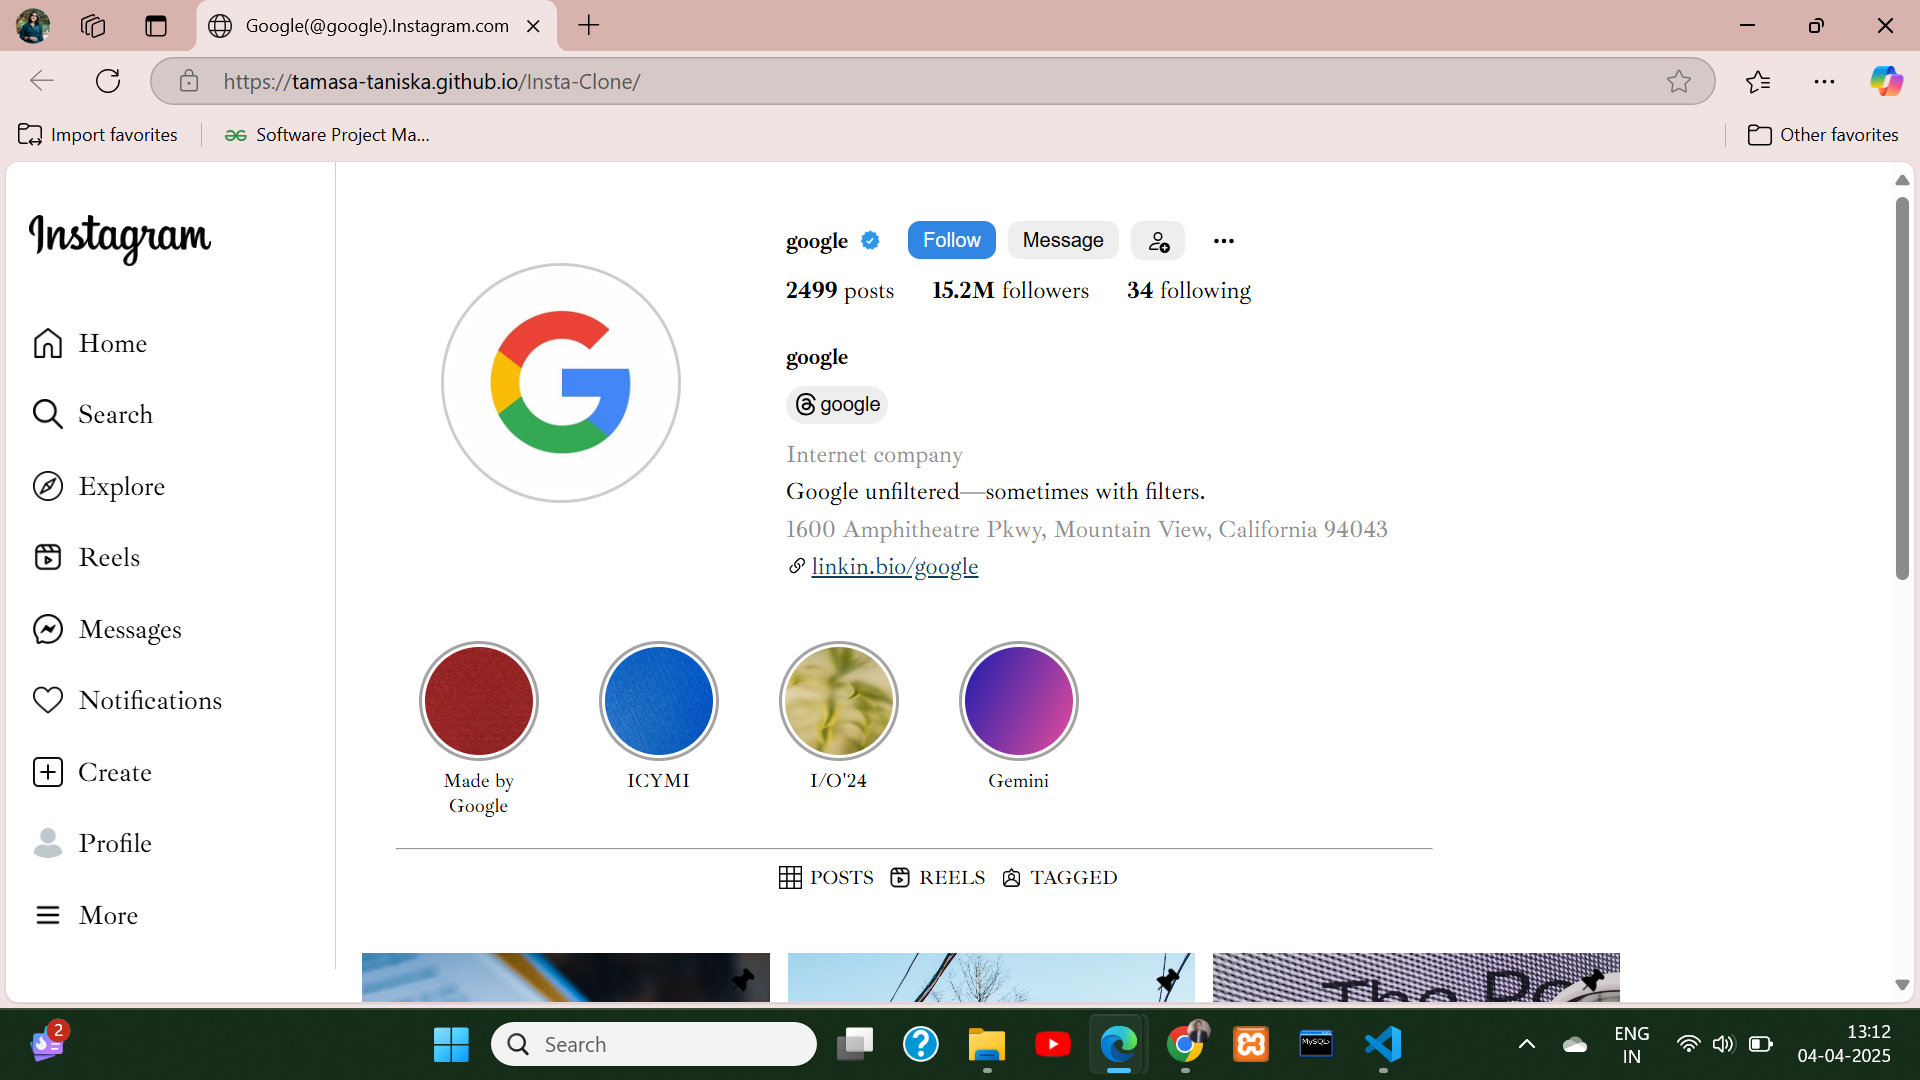 Google(@google).Instagram.com
https://tamasa-taniska.github.io/Insta-Clone/
Import favorites
Software Project Ma...
Other favorites
Instagram
google Follow Message
2499 posts 15.2M followers 34 following
google
google
Internet company
Google unfiltered—sometimes with filters.
1600 Amphitheatre Pkwy, Mountain View, California 94043
linkin.bio/google
Home
Search
Explore
Reels
Messages
Notifications
Create
Profile
More
Made by
Google
ICYMI
I/O'24
Gemini
POSTS REELS TAGGED
2
Search
MySQL
ENG
IN
13:12
04-04-2025